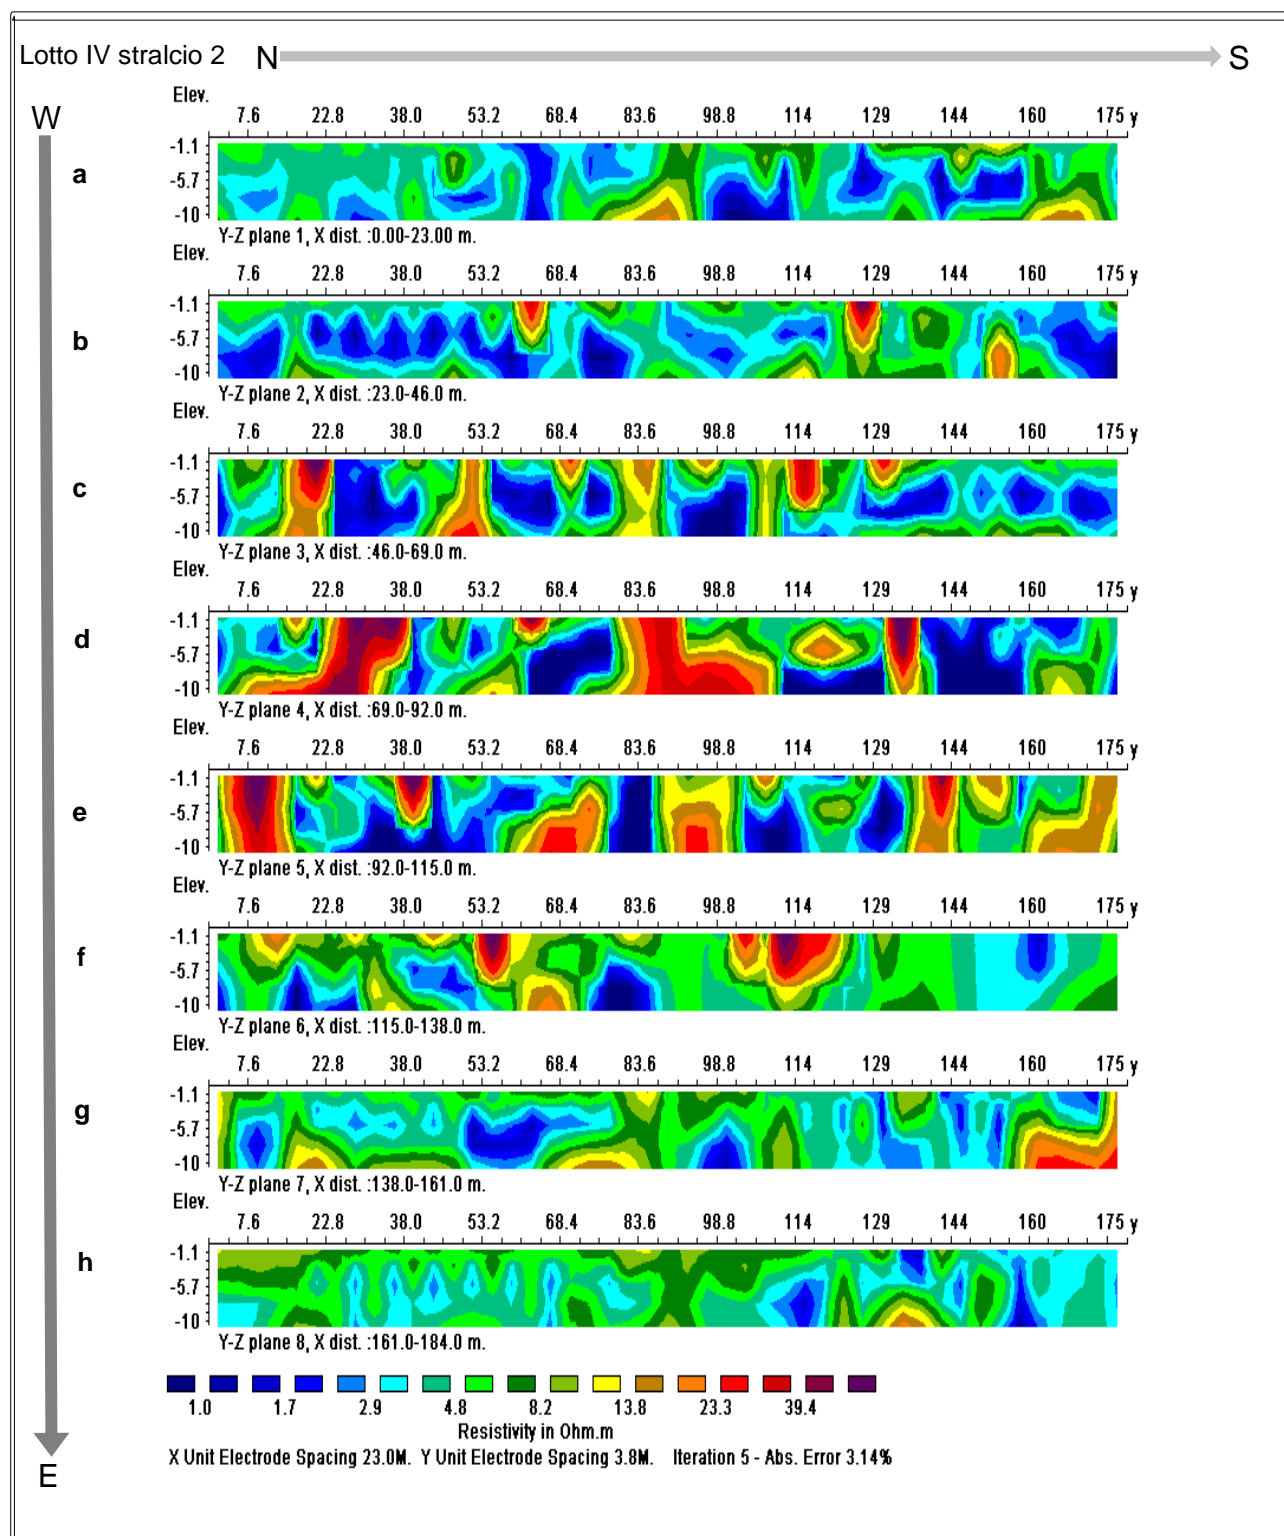 Lotto IV stralcio 2 N S
W
Elev.
7.6 22.8 38.0 53.2 68.4 83.6 98.8 114 129 144 160 175 y
-1.1
a
-5.7
-10
Y-Z plane 1, X dist. :0.00-23.00 m.
Elev.
7.6 22.8 38.0 53.2 68.4 83.6 98.8 114 129 144 160 175 y
-1.1
b
-5.7
-10
Y-Z plane 2, X dist. :23.0-46.0 m.
Elev.
7.6 22.8 38.0 53.2 68.4 83.6 98.8 114 129 144 160 175 y
-1.1
c
-5.7
-10
Y-Z plane 3, X dist. :46.0-69.0 m.
Elev.
7.6 22.8 38.0 53.2 68.4 83.6 98.8 114 129 144 160 175 y
-1.1
d
-5.7
-10
Y-Z plane 4, X dist. :69.0-92.0 m.
Elev.
7.6 22.8 38.0 53.2 68.4 83.6 98.8 114 129 144 160 175 y
-1.1
e
-5.7
-10
Y-Z plane 5, X dist. :92.0-115.0 m.
Elev.
7.6 22.8 38.0 53.2 68.4 83.6 98.8 114 129 144 160 175 y
-1.1
f
-5.7
-10
Y-Z plane 6, X dist. :115.0-138.0 m.
Elev.
7.6 22.8 38.0 53.2 68.4 83.6 98.8 114 129 144 160 175 y
-1.1
g
-5.7
-10
Y-Z plane 7, X dist. :138.0-161.0 m.
Elev.
7.6 22.8 38.0 53.2 68.4 83.6 98.8 114 129 144 160 175 y
-1.1
h
-5.7
-10
Y-Z plane 8, X dist. :161.0-184.0 m.
1.0 1.7 2.9 4.8 8.2 13.8 23.3 39.4
Resistivity in Ohm.m
X Unit Electrode Spacing 23.0M. Y Unit Electrode Spacing 3.8M. Iteration 5 - Abs. Error 3.14%
E